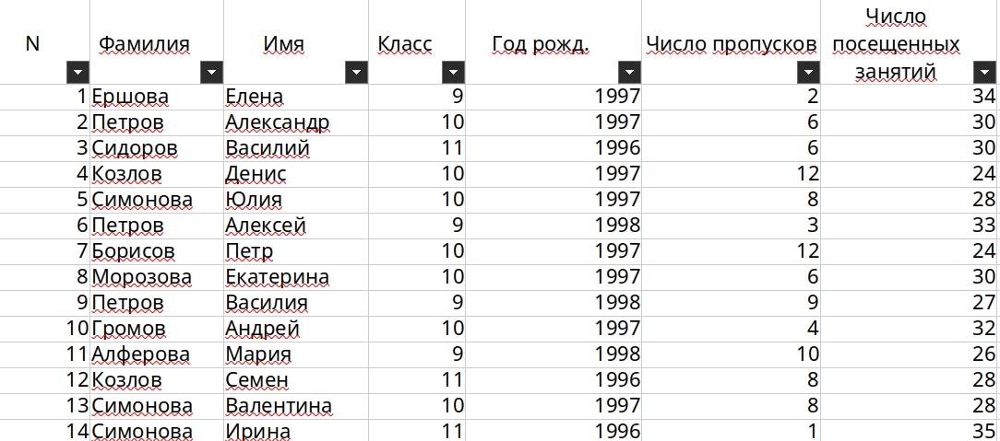 N Фамилия Имя Класс Год рожд. Число пропусков Число посещенных занятий
1 Ершова Елена 9 1997 2 34
2 Петров Александр 10 1997 6 30
3 Сидоров Василий 11 1996 6 30
4 Козлов Денис 10 1997 12 24
5 Симонова Юлия 10 1997 8 28
6 Петров Алексей 9 1998 3 33
7 Борисов Петр 10 1997 12 24
8 Морозова Екатерина 10 1997 6 30
9 Петров Василия 9 1998 9 27
10 Громов Андрей 10 1997 4 32
11 Алферова Мария 9 1998 10 26
12 Козлов Семен 11 1996 8 28
13 Симонова Валентина 10 1997 8 28
14 Симонова Ирина 11 1996 1 35